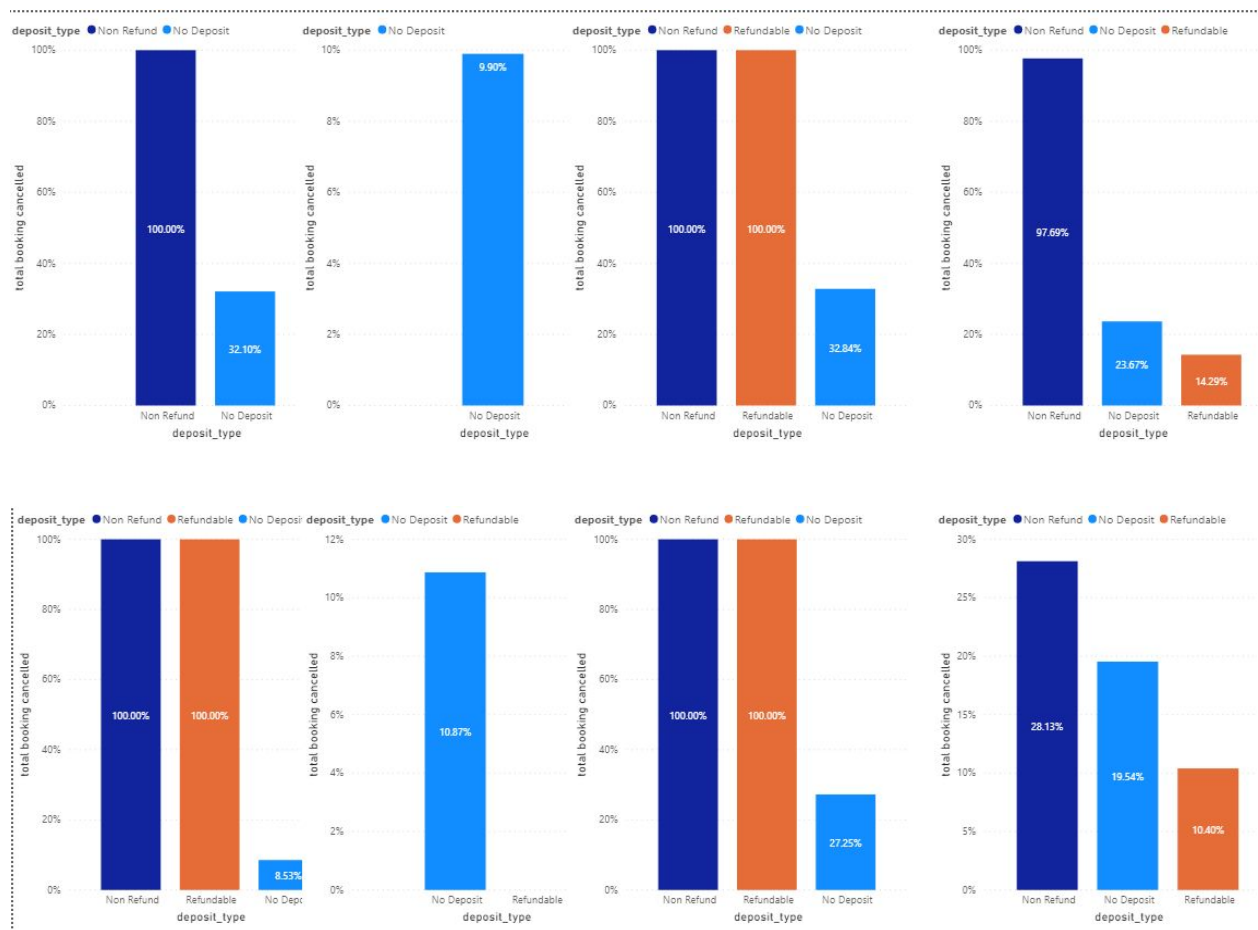 deposit_type Non Refund No Deposit
100%
80%
60%
40%
20%
0%
total booking cancelled
100.00%
32.10%
Non Refund No Deposit
deposit_type
deposit_type No Deposit
10%
8%
6%
4%
2%
0%
total booking cancelled
9.90%
No Deposit
deposit_type
deposit_type Non Refund Refundable No Deposit
100%
80%
60%
40%
20%
0%
total booking cancelled
100.00%
100.00%
32.84%
Non Refund Refundable No Deposit
deposit_type
deposit_type Non Refund No Deposit Refundable
100%
80%
60%
40%
20%
0%
total booking cancelled
97.69%
23.67%
14.29%
Non Refund No Deposit Refundable
deposit_type
deposit_type Non Refund Refundable No Deposi
100%
80%
60%
40%
20%
0%
total booking cancelled
100.00%
100.00%
8.53%
Non Refund Refundable No Depo
deposit_type
deposit_type No Deposit Refundable
12%
10%
8%
6%
4%
2%
0%
total booking cancelled
10.87%
No Deposit Refundable
deposit_type
deposit_type Non Refund Refundable No Deposit
100%
80%
60%
40%
20%
0%
total booking cancelled
100.00%
100.00%
27.25%
Non Refund Refundable No Deposit
deposit_type
deposit_type Non Refund No Deposit Refundable
30%
25%
20%
15%
10%
5%
0%
total booking cancelled
28.13%
19.54%
10.40%
Non Refund No Deposit Refundable
deposit_type